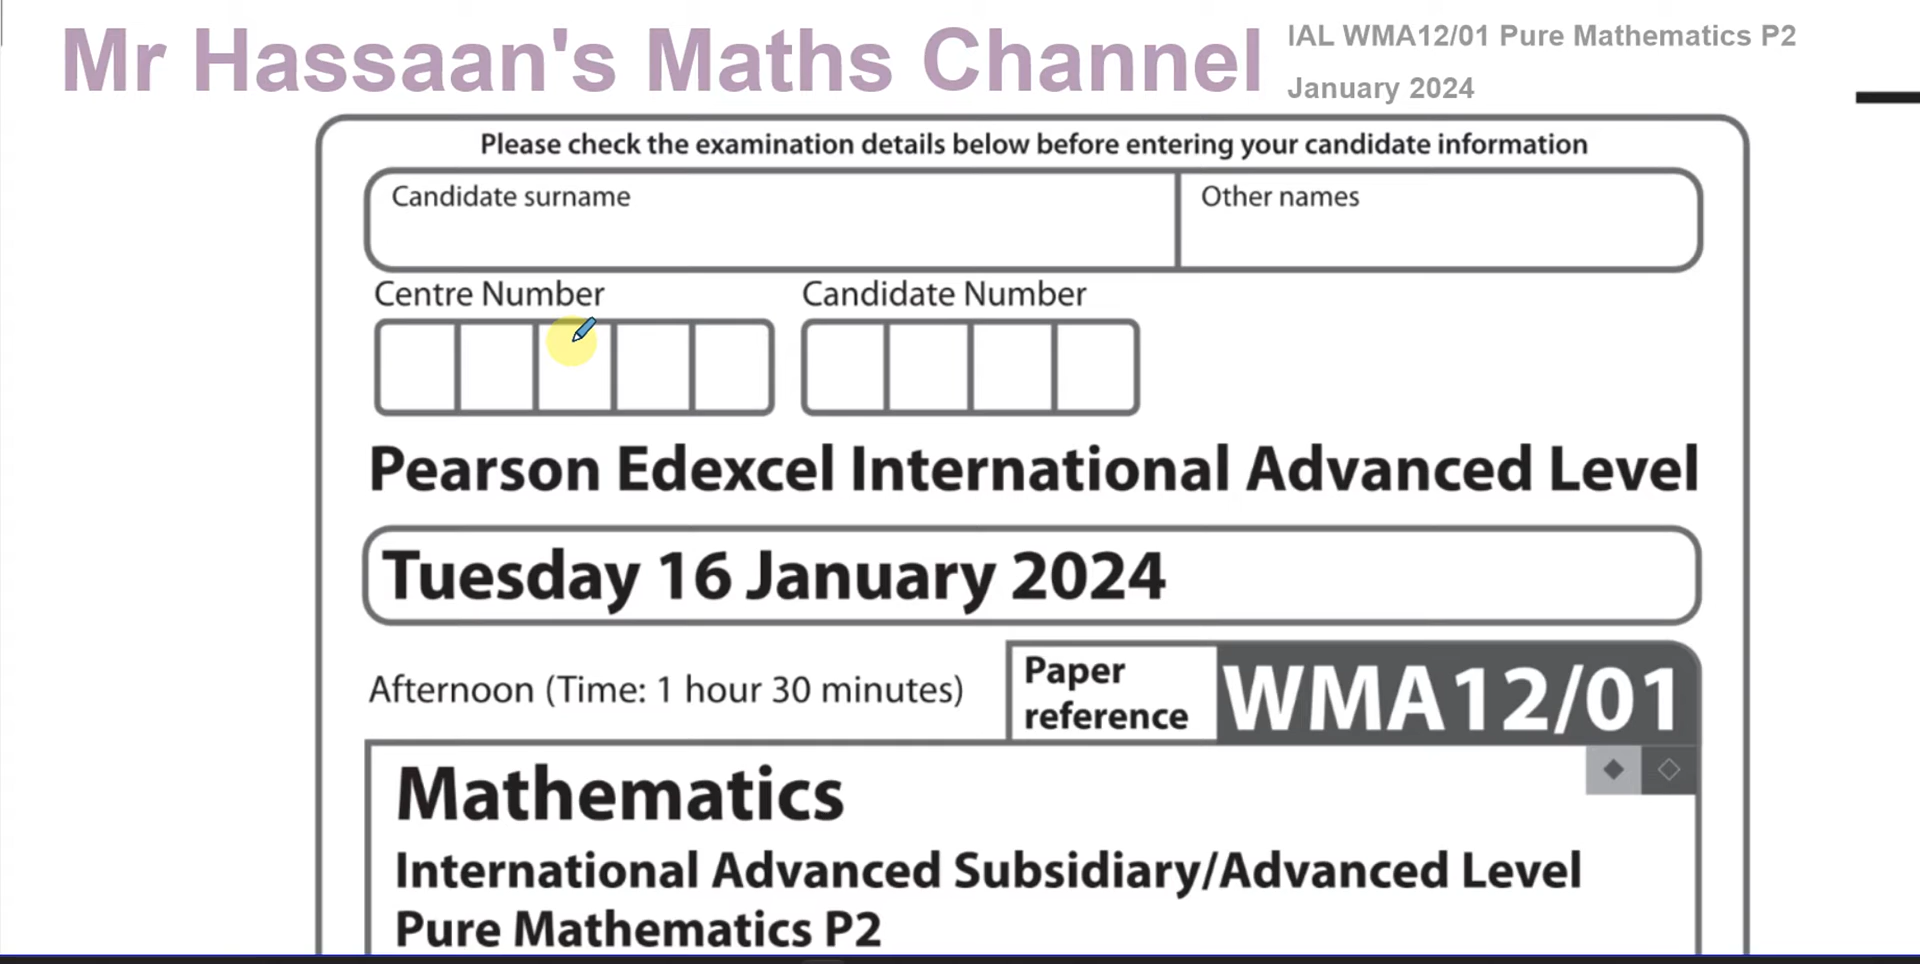 Mr Hassaan's Maths Channel
IAL WMA12/01 Pure Mathematics P2
January 2024
Please check the examination details below before entering your candidate information
Candidate surname
Other names
Centre Number
Candidate Number
Pearson Edexcel International Advanced Level
Tuesday 16 January 2024
Afternoon (Time: 1 hour 30 minutes)
Paper
reference
WMA12/01
Mathematics
International Advanced Subsidiary/Advanced Level
Pure Mathematics P2